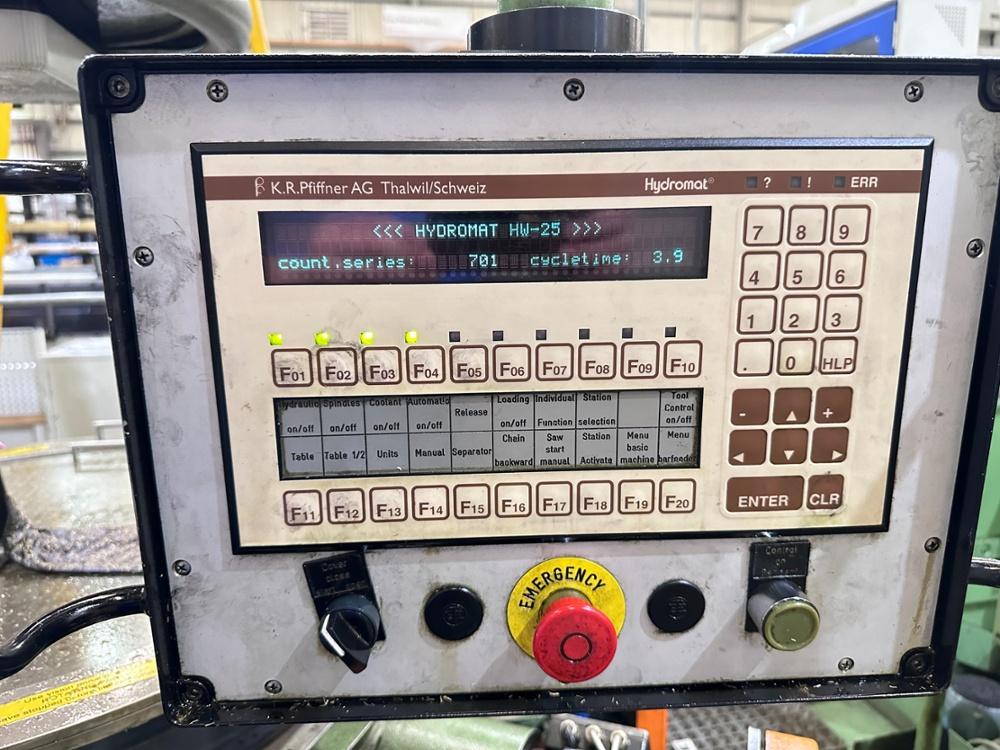 K.R.Pfiffner AG Thalwil/Schweiz Hydromat® ? ! ERR
<<< HYDROMAT HW-25 >>>
count.series: 701 cycletime: 3.9
7 8 9
4 5 6
1 2 3
. 0 HLP
- ▲ +
◀ ▼ ▶
ENTER CLR
F01 F02 F03 F04 F05 F06 F07 F08 F09 F10
Hydraulic on/off
Spindles on/off
Coolant on/off
Automatic on/off
Release
Loading on/off
Individual Function
Station selection
Tool Control on/off
Table
Table 1/2
Units
Manual
Separator
Chain backward
Saw start manual
Station Activate
Menu basic machine
Menu barfeeder
F11 F12 F13 F14 F15 F16 F17 F18 F19 F20
Cover
close
EMERGENCY
Control
on